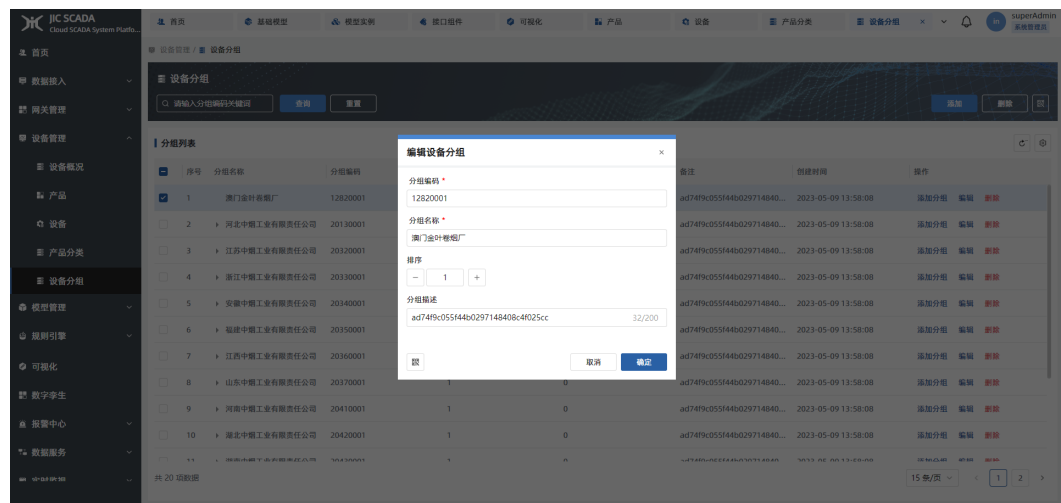 JIC SCADA
Cloud SCADA System Platfo...
首页
基础模型
模型实例
接口组件
可视化
产品
设备
产品分类
设备分组
superAdmin
系统管理员
首页
数据接入
网关管理
设备管理
设备概况
产品
设备
产品分类
设备分组
模型管理
规则引擎
可视化
数字孪生
报警中心
数据服务
实时监视
设备管理 / 设备分组
设备分组
请输入分组编码关键词
查询
重置
添加
删除
分组列表
序号 分组名称 分组编码 备注 创建时间 操作
1 澳门金叶卷烟厂 12820001 ad74f9c055f44b029714840... 2023-05-09 13:58:08 添加分组 编辑 删除
2 河北中烟工业有限责任公司 20130001 ad74f9c055f44b029714840... 2023-05-09 13:58:08 添加分组 编辑 删除
3 江苏中烟工业有限责任公司 20320001 ad74f9c055f44b029714840... 2023-05-09 13:58:08 添加分组 编辑 删除
4 浙江中烟工业有限责任公司 20330001 ad74f9c055f44b029714840... 2023-05-09 13:58:08 添加分组 编辑 删除
5 安徽中烟工业有限责任公司 20340001 ad74f9c055f44b029714840... 2023-05-09 13:58:08 添加分组 编辑 删除
6 福建中烟工业有限责任公司 20350001 ad74f9c055f44b029714840... 2023-05-09 13:58:08 添加分组 编辑 删除
7 江西中烟工业有限责任公司 20360001 ad74f9c055f44b029714840... 2023-05-09 13:58:08 添加分组 编辑 删除
8 山东中烟工业有限责任公司 20370001 1 0 ad74f9c055f44b029714840... 2023-05-09 13:58:08 添加分组 编辑 删除
9 河南中烟工业有限责任公司 20410001 1 0 ad74f9c055f44b029714840... 2023-05-09 13:58:08 添加分组 编辑 删除
10 湖北中烟工业有限责任公司 20420001 1 0 ad74f9c055f44b029714840... 2023-05-09 13:58:08 添加分组 编辑 删除
共 20 项数据
15 条/页
1
2
编辑设备分组
分组编码 *
12820001
分组名称 *
澳门金叶卷烟厂
排序
− 1 +
分组描述
ad74f9c055f44b0297148408c4f025cc 32/200
取消
确定